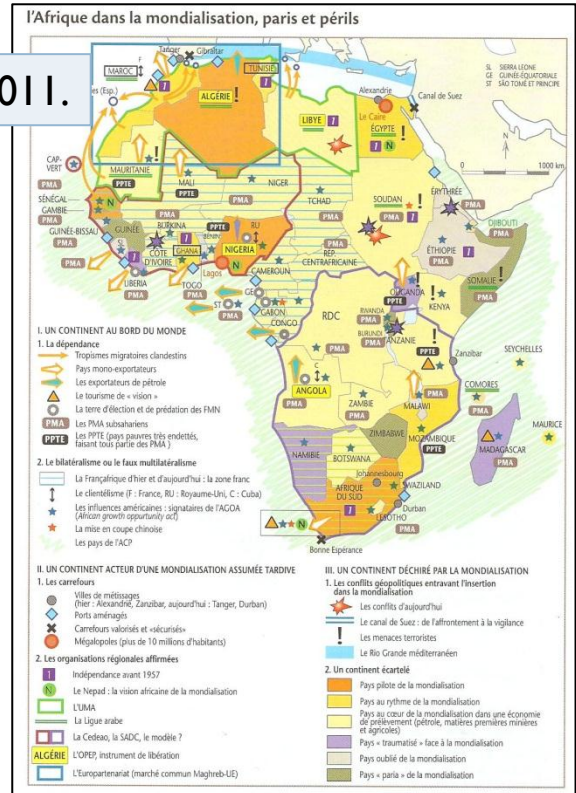 l'Afrique dans la mondialisation, paris et périls
2011.
SL SIERRA LEONE
GE GUINÉE-ÉQUATORIALE
ST SÃO TOMÉ ET PRINCIPE
Tanger
Gibraltar
F
MAROC
(Esp.)
TUNISIE
ALGÉRIE
LIBYE
Alexandrie
Le Caire
ÉGYPTE
Canal de Suez
N
0 1000 km
CAP-VERT
PMA
MAURITANIE
PPTE
MALI
PPTE
NIGER
TCHAD
SOUDAN
ÉRYTHRÉE
DJIBOUTI
SÉNÉGAL
GAMBIE
GUINÉE-BISSAU
GUINÉE
SL
LIBERIA
BURKINA
CÔTE D'IVOIRE
GHANA
TOGO
BÉNIN
PPTE
RU
NIGERIA
Lagos
CAMEROUN
RÉP. CENTRAFRICAINE
ÉTHIOPIE
SOMALIE
ST
GE
GABON
CONGO
RDC
OUGANDA
PPTE
RWANDA
BURUNDI
KENYA
TANZANIE
PPTE
Zanzibar
SEYCHELLES
C
ANGOLA
ZAMBIE
MALAWI
COMORES
MOZAMBIQUE
PPTE
ZIMBABWE
NAMIBIE
BOTSWANA
MADAGASCAR
MAURICE
Johannesbourg
SWAZILAND
AFRIQUE DU SUD
Durban
LESOTHO
Bonne Espérance
I. UN CONTINENT AU BORD DU MONDE
1. La dépendance
Tropismes migratoires clandestins
Pays mono-exportateurs
Les exportateurs de pétrole
Le tourisme de « vision »
La terre d'élection et de prédation des FMN
PMA Les PMA subsahariens
PPTE Les PPTE (pays pauvres très endettés, faisant tous partie des PMA)
2. Le bilatéralisme ou le faux multilatéralisme
La Françafrique d'hier et d'aujourd'hui : la zone franc
Le clientélisme (F : France, RU : Royaume-Uni, C : Cuba)
Les influences américaines : signataires de l'AGOA
(African growth oppurtunity act)
La mise en coupe chinoise
Les pays de l'ACP
II. UN CONTINENT ACTEUR D'UNE MONDIALISATION ASSUMÉE TARDIVE
1. Les carrefours
Villes de métissages
(hier : Alexandrie, Zanzibar, aujourd'hui : Tanger, Durban)
Ports aménagés
Carrefours valorisés et «sécurisés»
Mégalopoles (plus de 10 millions d'habitants)
2. Les organisations régionales affirmées
1 Indépendance avant 1957
N Le Nepad : la vision africaine de la mondialisation
L'UMA
La Ligue arabe
La Cedeao, la SADC, le modèle ?
ALGÉRIE L'OPEP, instrument de libération
L'Europartenariat (marché commun Maghreb-UE)
III. UN CONTINENT DÉCHIRÉ PAR LA MONDIALISATION
1. Les conflits géopolitiques entravant l'insertion
dans la mondialisation
Les conflits d'aujourd'hui
Le canal de Suez : de l'affrontement à la vigilance
! Les menaces terroristes
Le Rio Grande méditerranéen
2. Un continent écartelé
Pays pilote de la mondialisation
Pays au rythme de la mondialisation
Pays au cœur de la mondialisation dans une économie
de prélèvement (pétrole, matières premières minières
et agricoles)
Pays « traumatisé » face à la mondialisation
Pays oublié de la mondialisation
Pays « paria » de la mondialisation